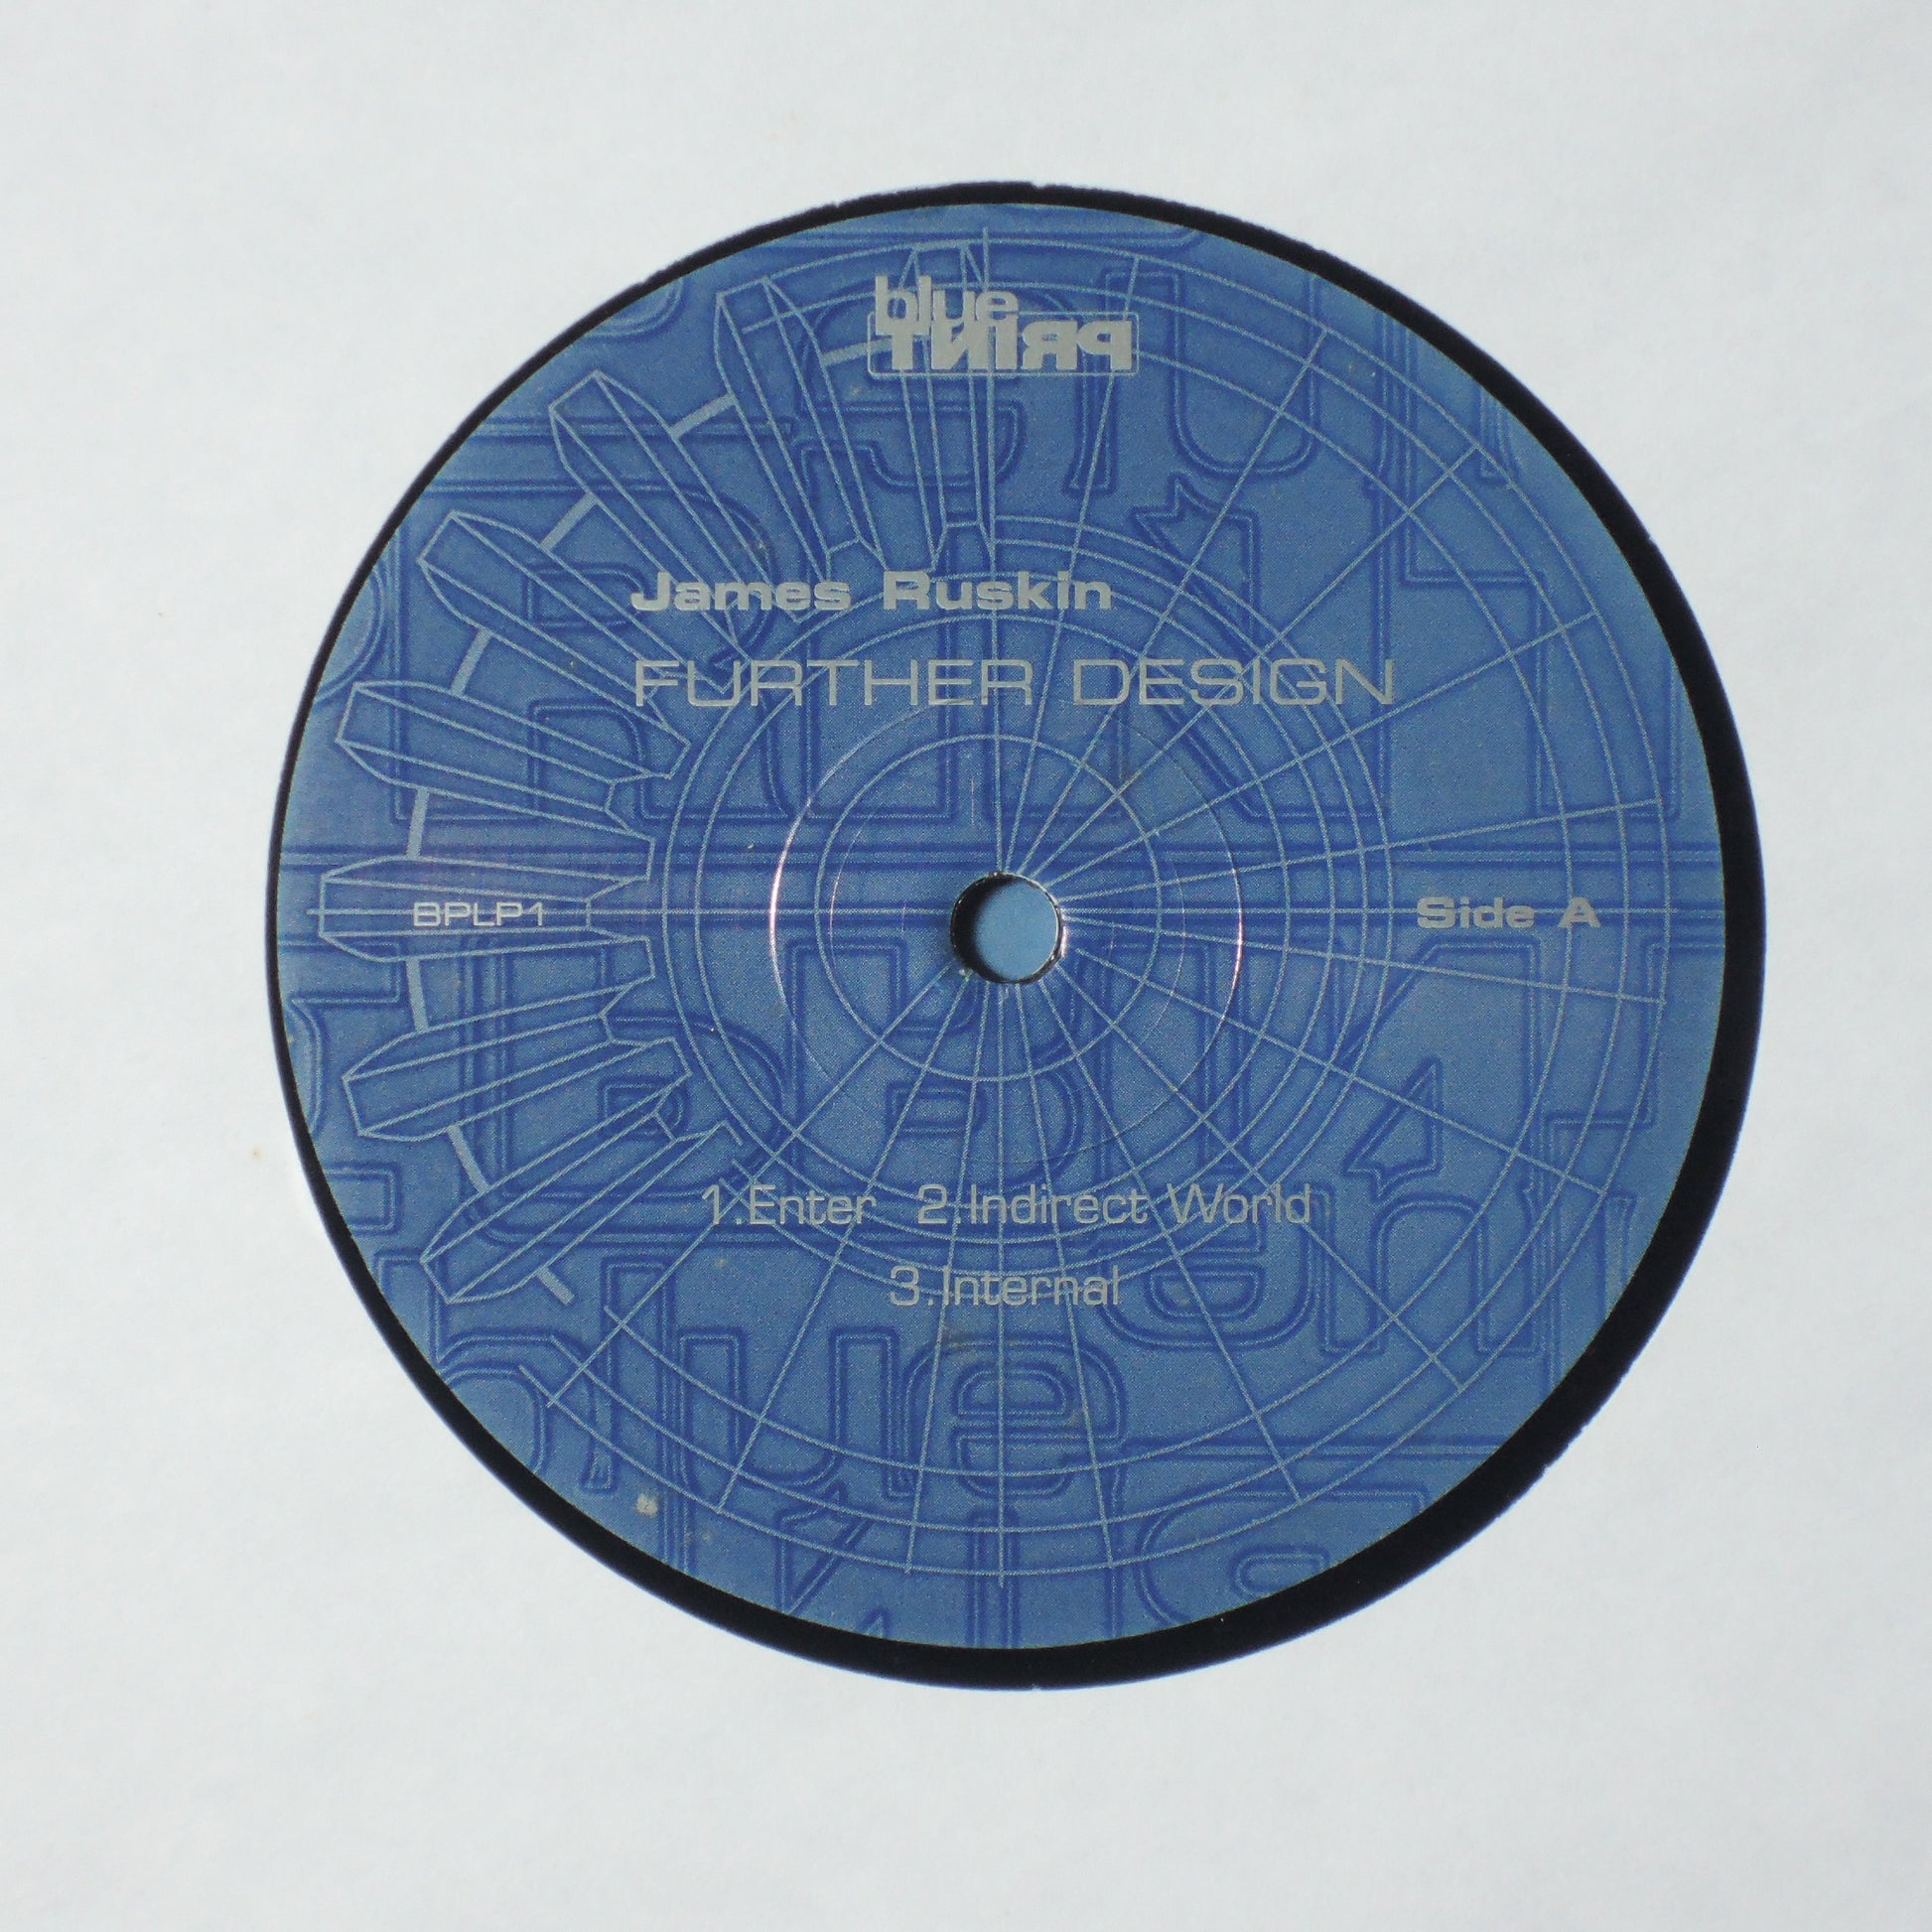 blue
PRINT
James Ruskin
FURTHER DESIGN
BPLP1
Side A
1.Enter 2.Indirect World
3.Internal